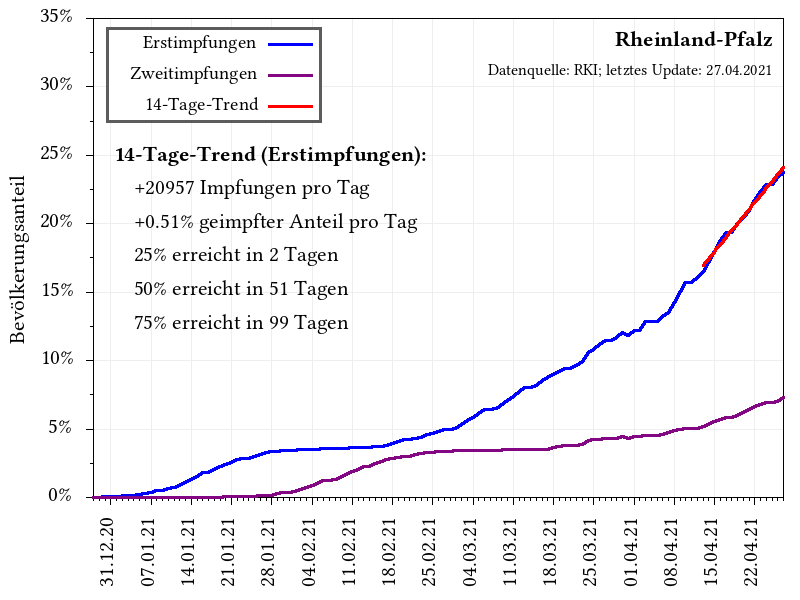 35%
30%
25%
20%
15%
10%
5%
0%
Bevölkerungsanteil
Erstimpfungen
Zweitimpfungen
14-Tage-Trend
Rheinland-Pfalz
Datenquelle: RKI; letztes Update: 27.04.2021
14-Tage-Trend (Erstimpfungen):
+20957 Impfungen pro Tag
+0.51% geimpfter Anteil pro Tag
25% erreicht in 2 Tagen
50% erreicht in 51 Tagen
75% erreicht in 99 Tagen
31.12.20
07.01.21
14.01.21
21.01.21
28.01.21
04.02.21
11.02.21
18.02.21
25.02.21
04.03.21
11.03.21
18.03.21
25.03.21
01.04.21
08.04.21
15.04.21
22.04.21